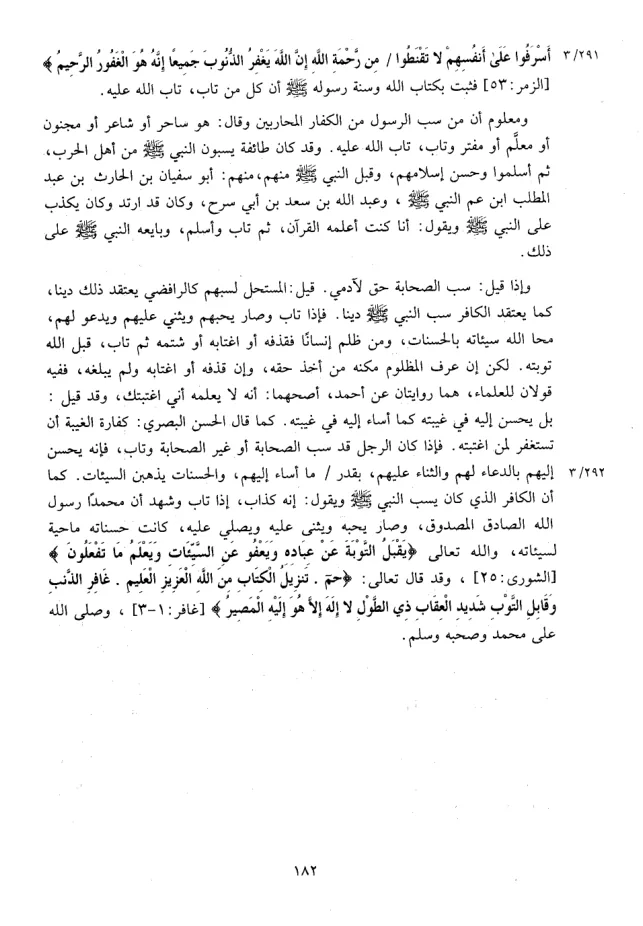 ٣/٢٩١ أَسْرَفُوا عَلَىٰ أَنفُسِهِمْ لا تَقْنَطُوا / مِن رَّحْمَةِ اللَّهِ إِنَّ اللَّهَ يَغْفِرُ الذُّنُوبَ جَمِيعًا إِنَّهُ هُوَ الْغَفُورُ الرَّحِيمُ ﴾
[الزمر:٥٣] فثبت بكتاب الله وسنة رسوله ﷺ أن كل من تاب، تاب الله عليه.
ومعلوم أن من سب الرسول من الكفار المحاربين وقال: هو ساحر أو شاعر أو مجنون
أو معلَّم أو مفتر وتاب، تاب الله عليه. وقد كان طائفة يسبون النبي ﷺ من أهل الحرب،
ثم أسلموا وحسن إسلامهم، وقبل النبي ﷺ منهم،منهم: أبو سفيان بن الحارث بن عبد
المطلب ابن عم النبي ﷺ ، وعبد الله بن سعد بن أبي سرح، وكان قد ارتد وكان يكذب
على النبي ﷺ ويقول: أنا كنت أعلمه القرآن، ثم تاب وأسلم، وبايعه النبي ﷺ على
ذلك.
وإذا قيل: سب الصحابة حق لآدمي. قيل:المستحل لسبهم كالرافضي يعتقد ذلك دينا،
كما يعتقد الكافر سب النبي ﷺ دينا. فإذا تاب وصار يحبهم ويثني عليهم ويدعو لهم،
محا الله سيئاته بالحسنات، ومن ظلم إنسانًا فقذفه أو اغتابه أو شتمه ثم تاب، قبل الله
توبته. لكن إن عرف المظلوم مكنه من أخذ حقه، وإن قذفه أو اغتابه ولم يبلغه، ففيه
قولان للعلماء، هما روايتان عن أحمد، أصحهما: أنه لا يعلمه أني اغتبتك، وقد قيل :
بل يحسن إليه في غيبته كما أساء إليه في غيبته. كما قال الحسن البصري: كفارة الغيبة أن
تستغفر لمن اغتبته. فإذا كان الرجل قد سب الصحابة أو غير الصحابة وتاب، فإنه يحسن
٣/٢٩٢ إليهم بالدعاء لهم والثناء عليهم، بقدر / ما أساء إليهم، والحسنات يذهبن السيئات. كما
أن الكافر الذي كان يسب النبي ﷺ ويقول: إنه كذاب، إذا تاب وشهد أن محمدًا رسول
الله الصادق المصدوق، وصار يحبه ويثنى عليه ويصلي عليه، كانت حسناته ماحية
لسيئاته، والله تعالى ﴿يَقْبَلُ التَّوْبَةَ عَنْ عِبَادِهِ وَيَعْفُو عَنِ السَّيِّئَاتِ وَيَعْلَمُ مَا تَفْعَلُونَ ﴾
[الشورى:٢٥] ، وقد قال تعالى: ﴿حمٓ . تَنزِيلُ الْكِتَابِ مِنَ اللَّهِ الْعَزِيزِ الْعَلِيمِ . غَافِرِ الذَّنبِ
وَقَابِلِ التَّوْبِ شَدِيدِ الْعِقَابِ ذِي الطَّوْلِ لا إِلَهَ إِلاَّ هُوَ إِلَيْهِ الْمَصِيرُ ﴾ [غافر:١-٣] ، وصلى الله
على محمد وصحبه وسلم.
١٨٢